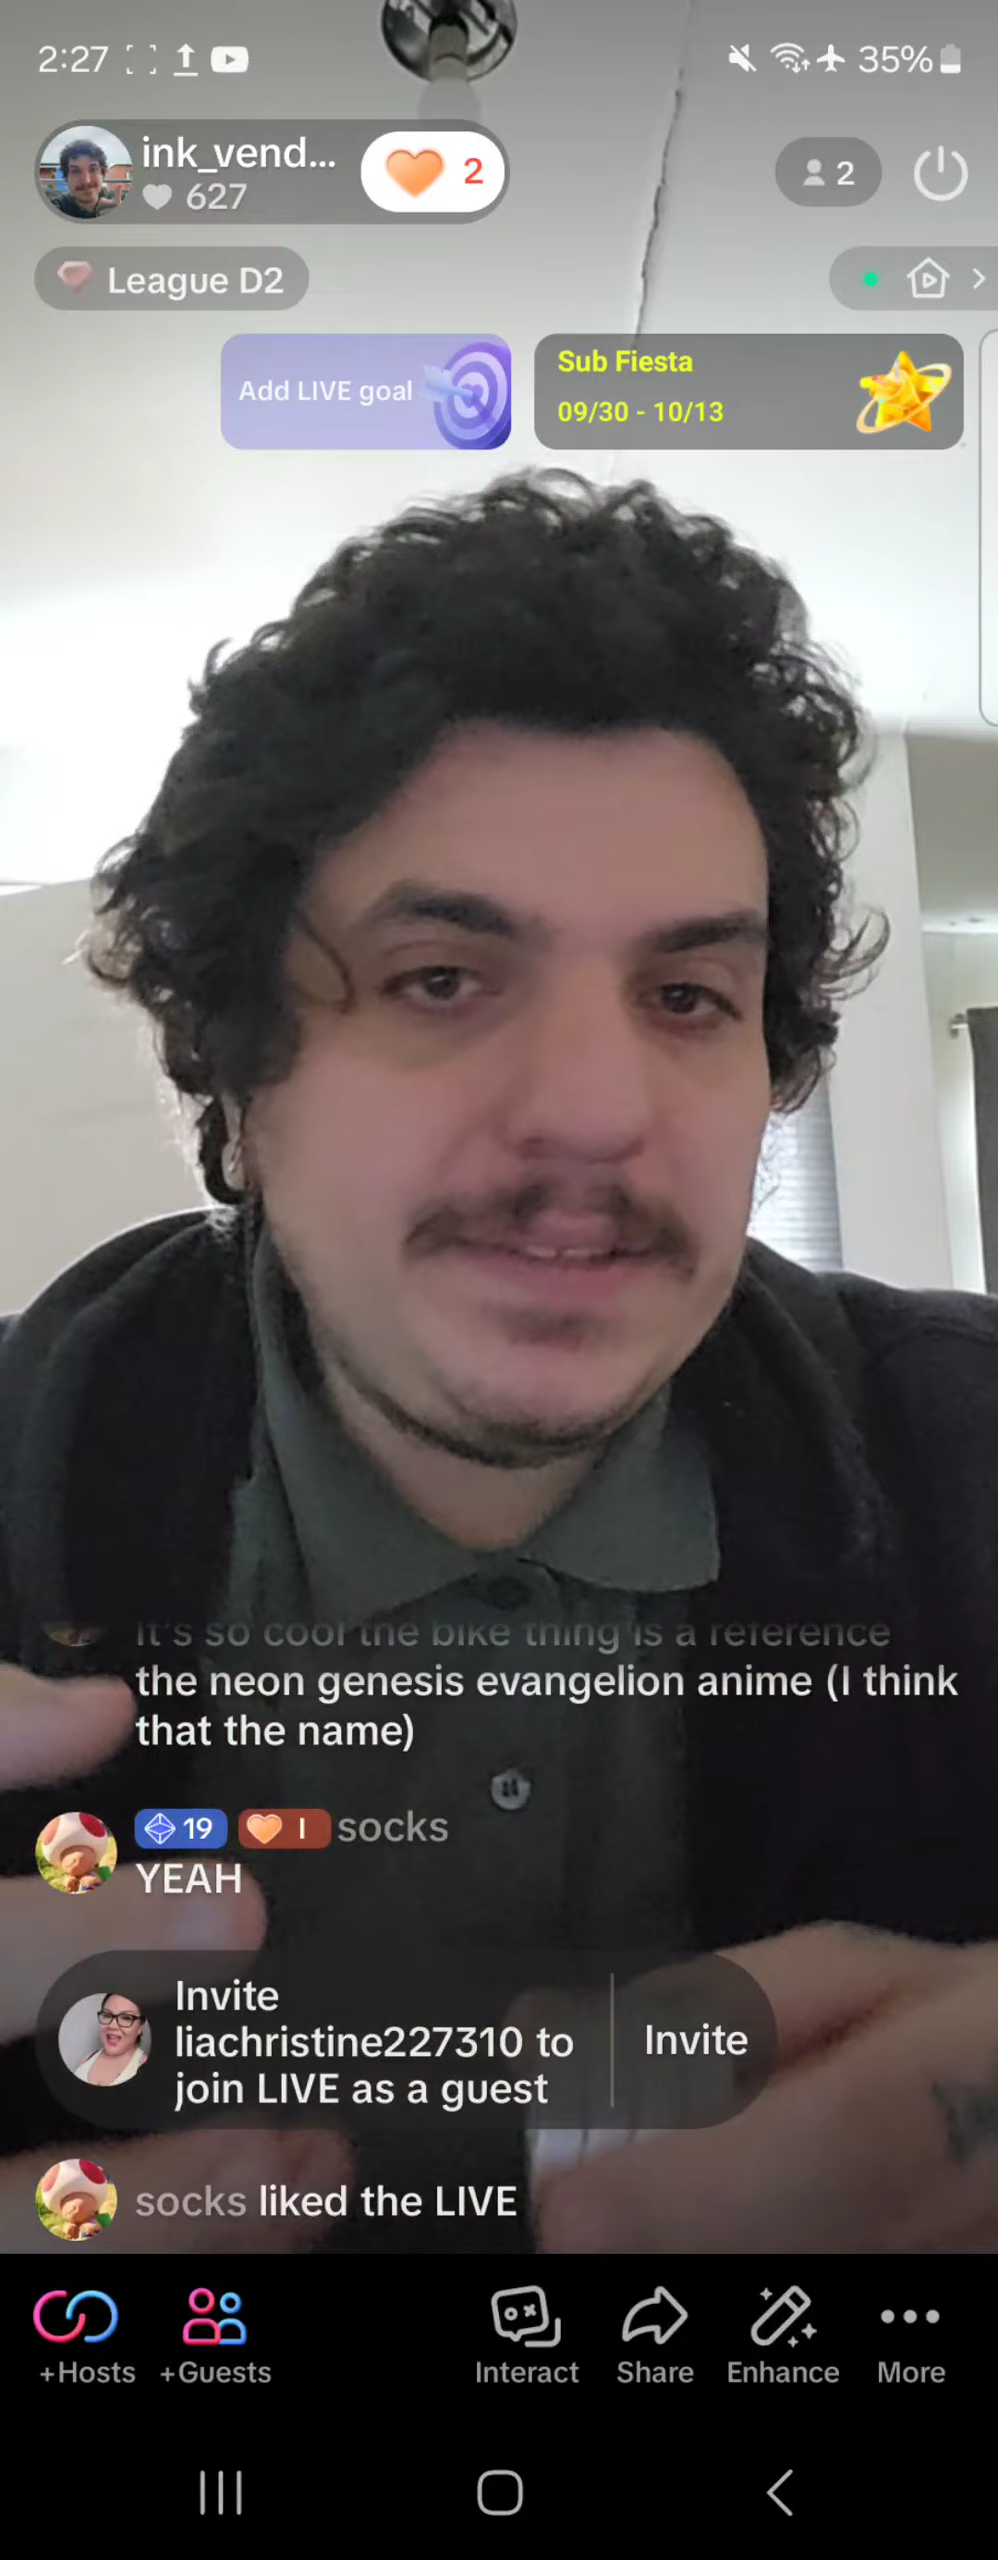 2:27
35%
ink_vend...
627
2
2
League D2
Add LIVE goal
Sub Fiesta
09/30 - 10/13
It's so cool the bike thing is a reference
the neon genesis evangelion anime (I think
that the name)
19
I
socks
YEAH
Invite
liachristine227310 to
join LIVE as a guest
Invite
socks liked the LIVE
+Hosts
+Guests
Interact
Share
Enhance
More